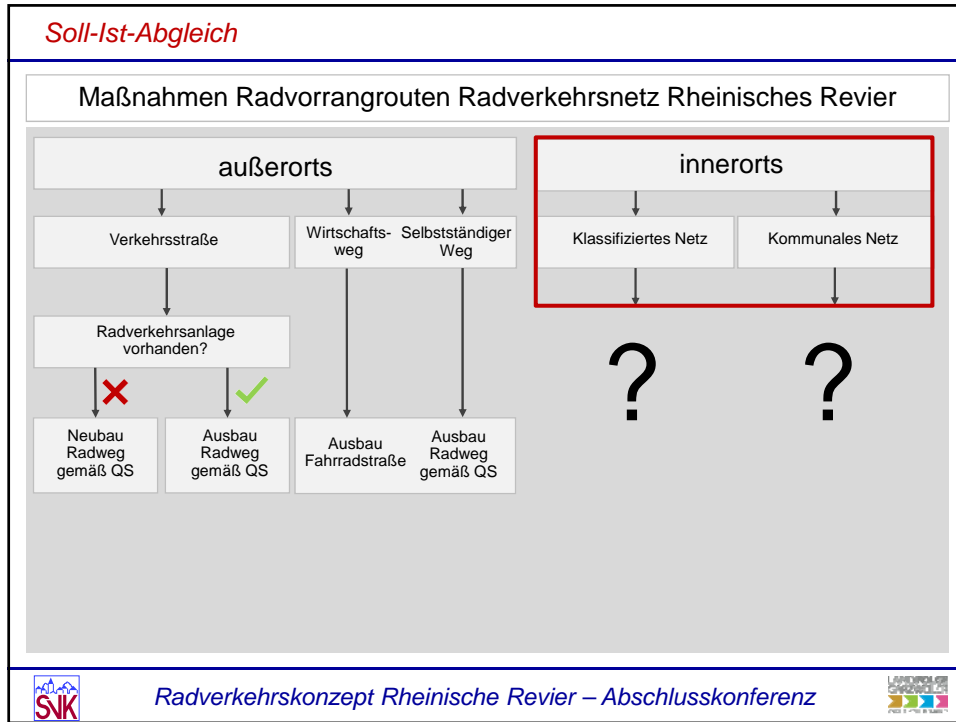 Soll-Ist-Abgleich
Maßnahmen Radvorrangrouten Radverkehrsnetz Rheinisches Revier
außerorts
innerorts
Verkehrsstraße
Wirtschafts-
weg
Selbstständiger
Weg
Klassifiziertes Netz
Kommunales Netz
Radverkehrsanlage
vorhanden?
?
?
Neubau
Radweg
gemäß QS
Ausbau
Radweg
gemäß QS
Ausbau
Fahrradstraße
Ausbau
Radweg
gemäß QS
SVK
Radverkehrskonzept Rheinische Revier – Abschlusskonferenz